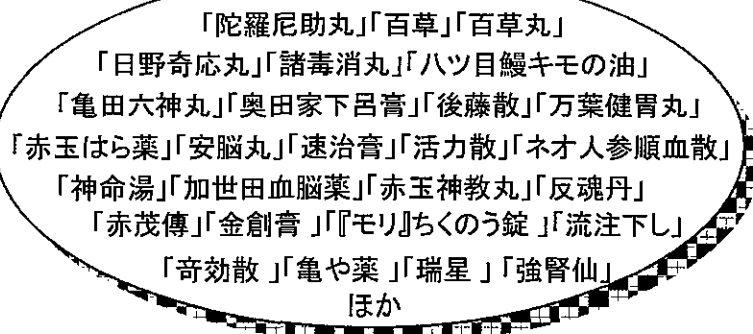 「陀羅尼助丸」「百草」「百草丸」
「日野奇応丸」「諸毒消丸」「八ツ目鰻キモの油」
「亀田六神丸」「奥田家下呂膏」「後藤散」「万葉健胃丸」
「赤玉はら薬」「安脳丸」「速治膏」「活力散」「ネオ人参順血散」
「神命湯」「加世田血脳薬」「赤玉神教丸」「反魂丹」
「赤茂傳」「金創膏 」「『モリ』ちくのう錠 」「流注下し」
「奇効散 」「亀や薬 」「瑞星 」「強腎仙」
ほか